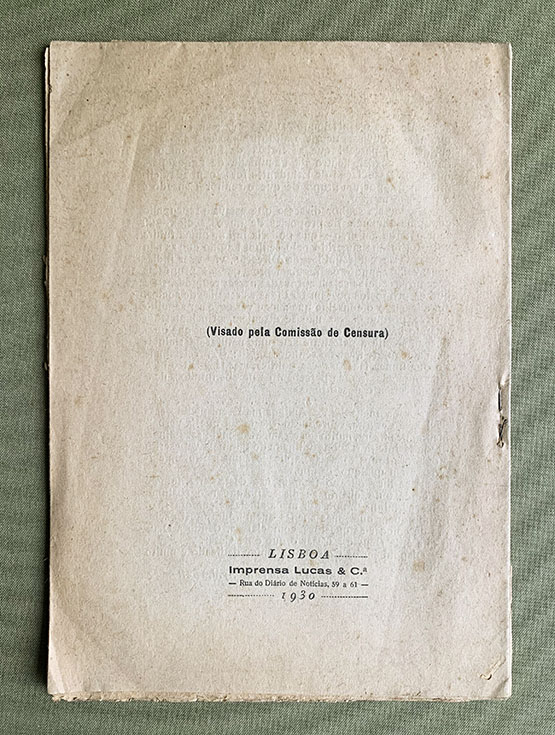 (Visado pela Comissão de Censura)
LISBOA
Imprensa Lucas & C.ª
— Rua do Diário de Notícias, 59 a 61 —
1930